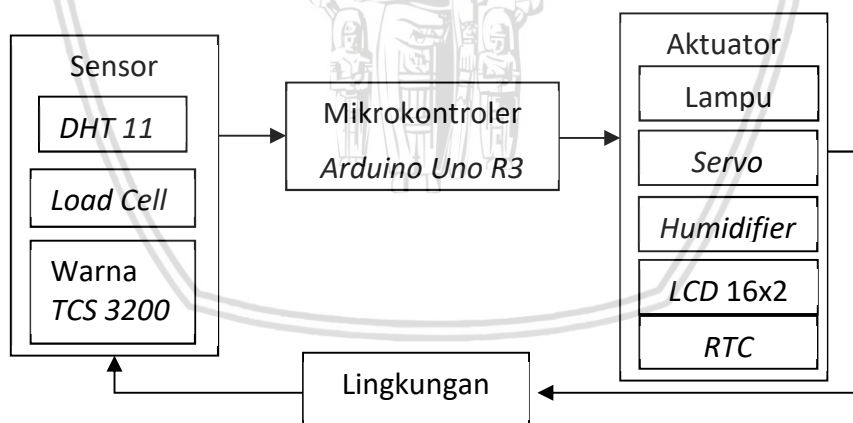 Sensor
DHT 11
Load Cell
Warna
TCS 3200
Mikrokontroler
Arduino Uno R3
Aktuator
Lampu
Servo
Humidifier
LCD 16x2
RTC
Lingkungan